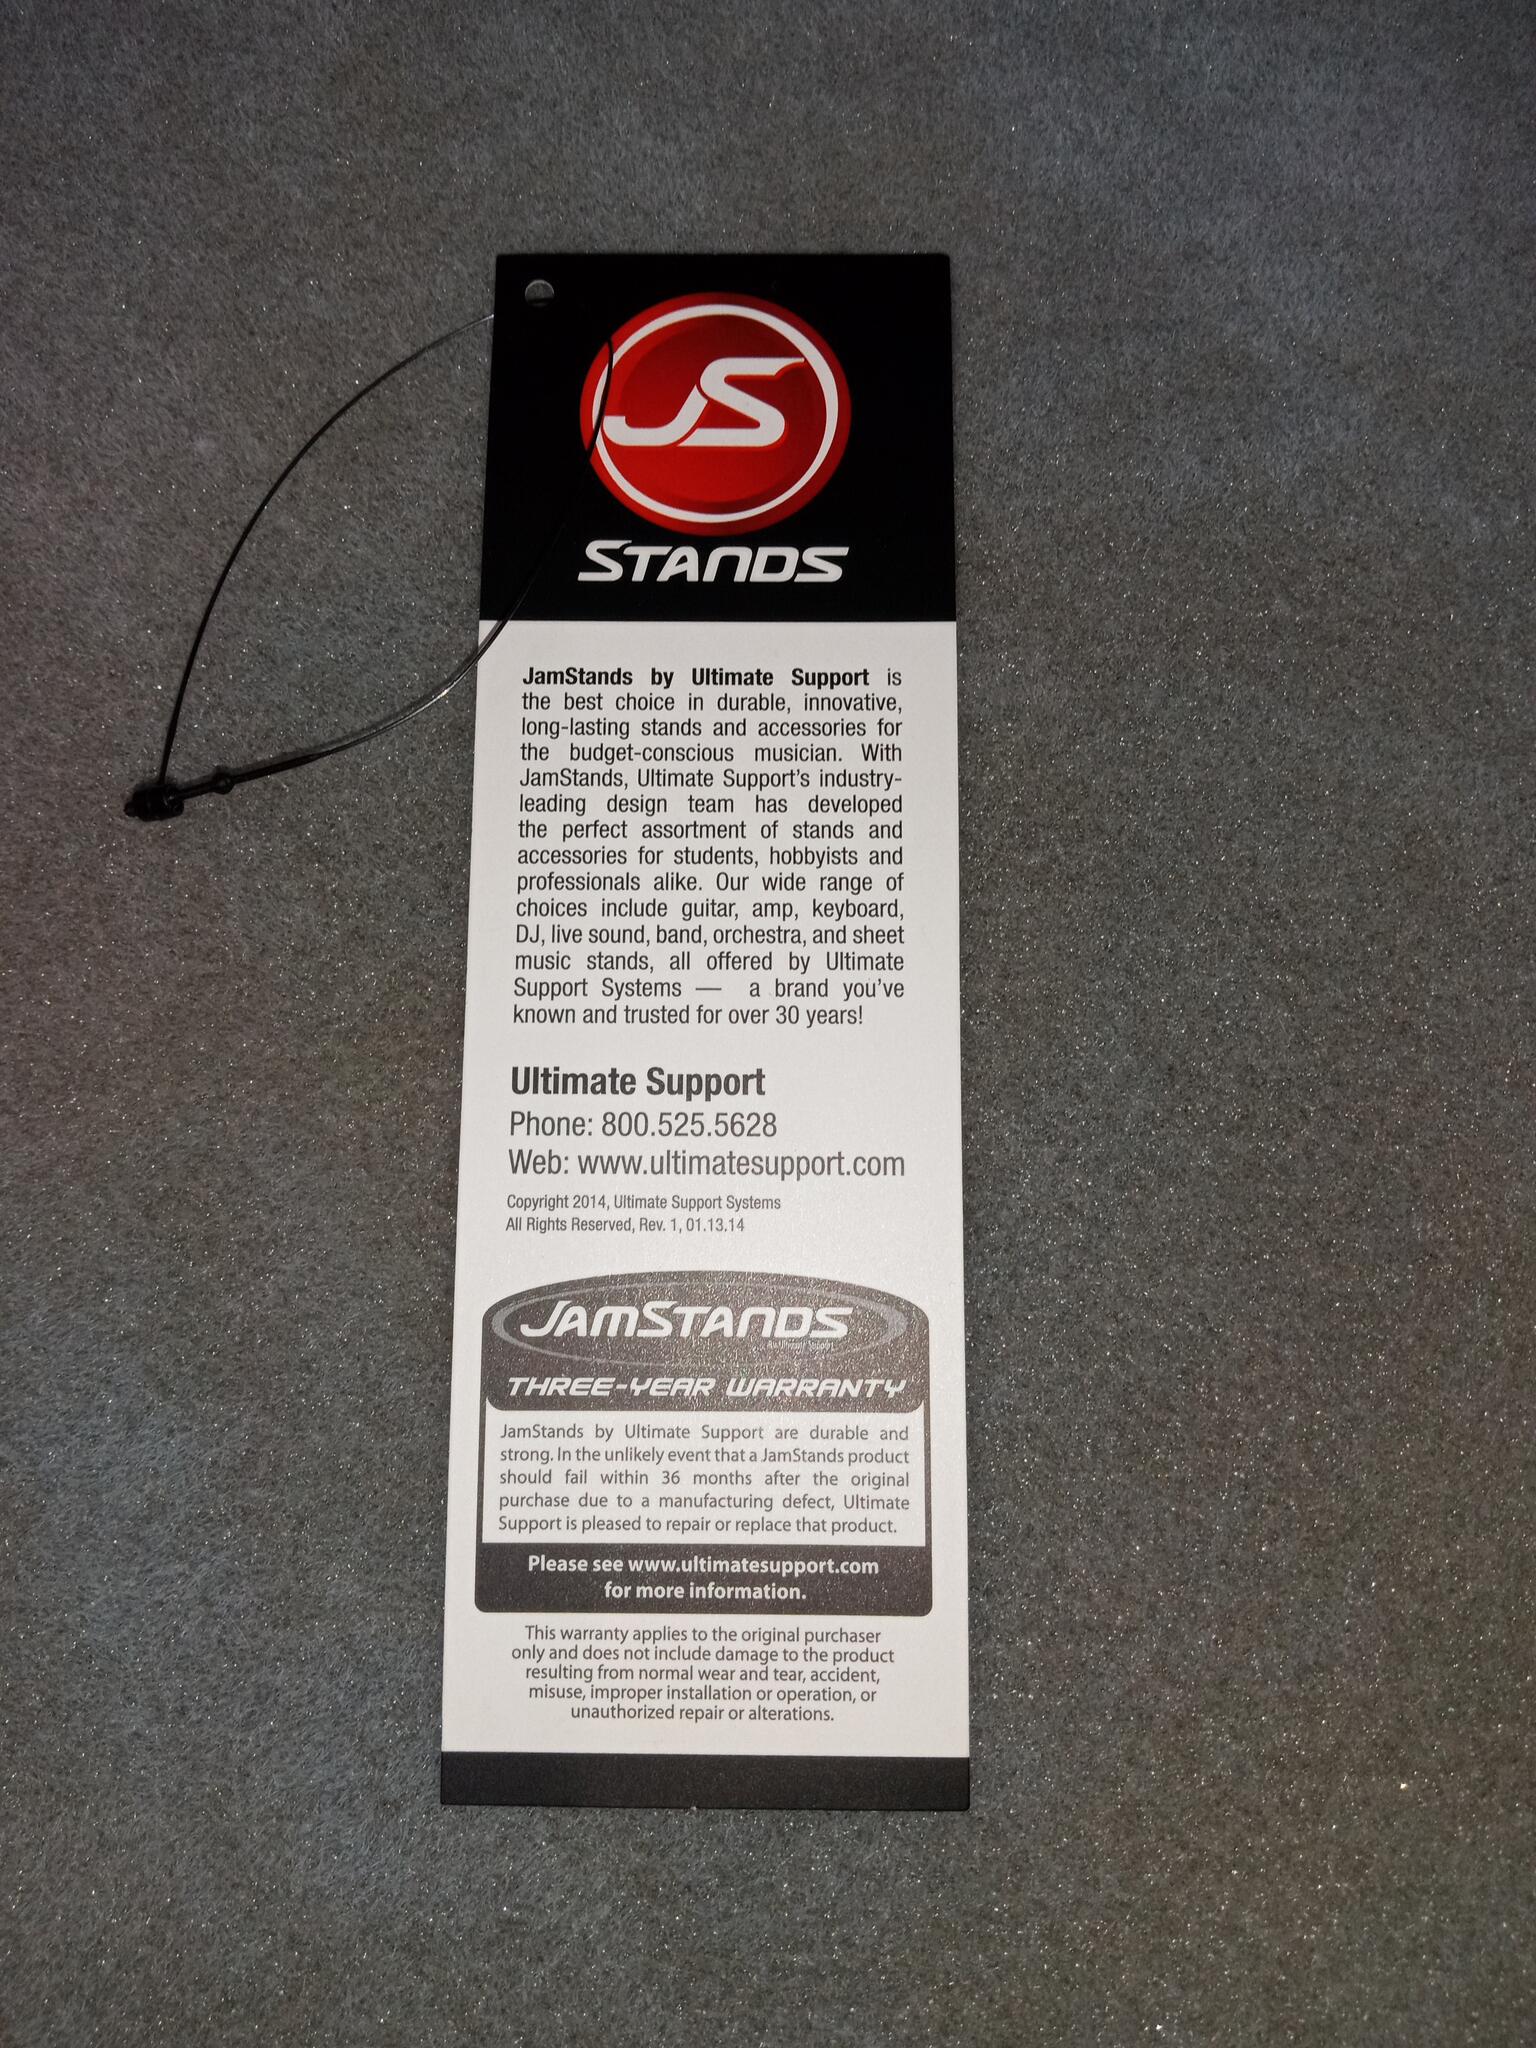 JS
STANDS
JamStands by Ultimate Support is
the best choice in durable, innovative,
long-lasting stands and accessories for
the budget-conscious musician. With
JamStands, Ultimate Support's industry-
leading design team has developed
the perfect assortment of stands and
accessories for students, hobbyists and
professionals alike. Our wide range of
choices include guitar, amp, keyboard,
DJ, live sound, band, orchestra, and sheet
music stands, all offered by Ultimate
Support Systems — a brand you've
known and trusted for over 30 years!
Ultimate Support
Phone: 800.525.5628
Web: www.ultimatesupport.com
Copyright 2014, Ultimate Support Systems
All Rights Reserved, Rev. 1, 01.13.14
JAMSTANDS
By Ultimate Support
THREE-YEAR WARRANTY
JamStands by Ultimate Support are durable and
strong. In the unlikely event that a JamStands product
should fail within 36 months after the original
purchase due to a manufacturing defect, Ultimate
Support is pleased to repair or replace that product.
Please see www.ultimatesupport.com
for more information.
This warranty applies to the original purchaser
only and does not include damage to the product
resulting from normal wear and tear, accident,
misuse, improper installation or operation, or
unauthorized repair or alterations.